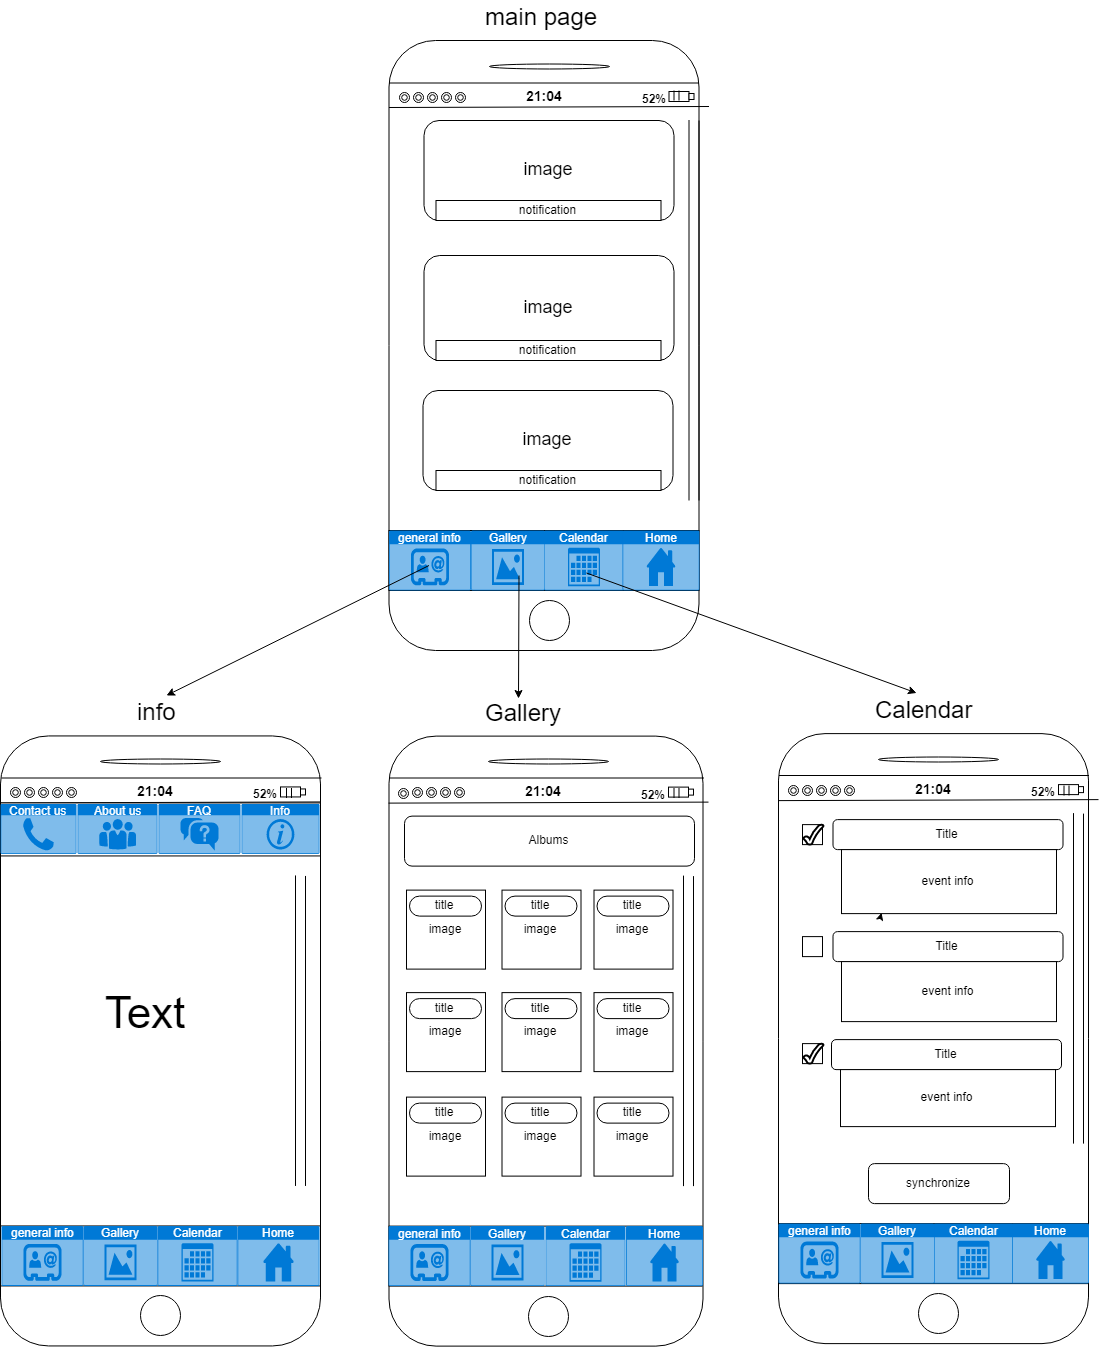 main page
21:04 52%
image
notification
image
notification
image
notification
general info Gallery Calendar Home
info
21:04 52%
Contact us About us FAQ Info
Text
general info Gallery Calendar Home
Gallery
21:04 52%
Albums
title title title
image image image
title title title
image image image
title title title
image image image
general info Gallery Calendar Home
Calendar
21:04 52%
Title
event info
Title
event info
Title
event info
synchronize
general info Gallery Calendar Home